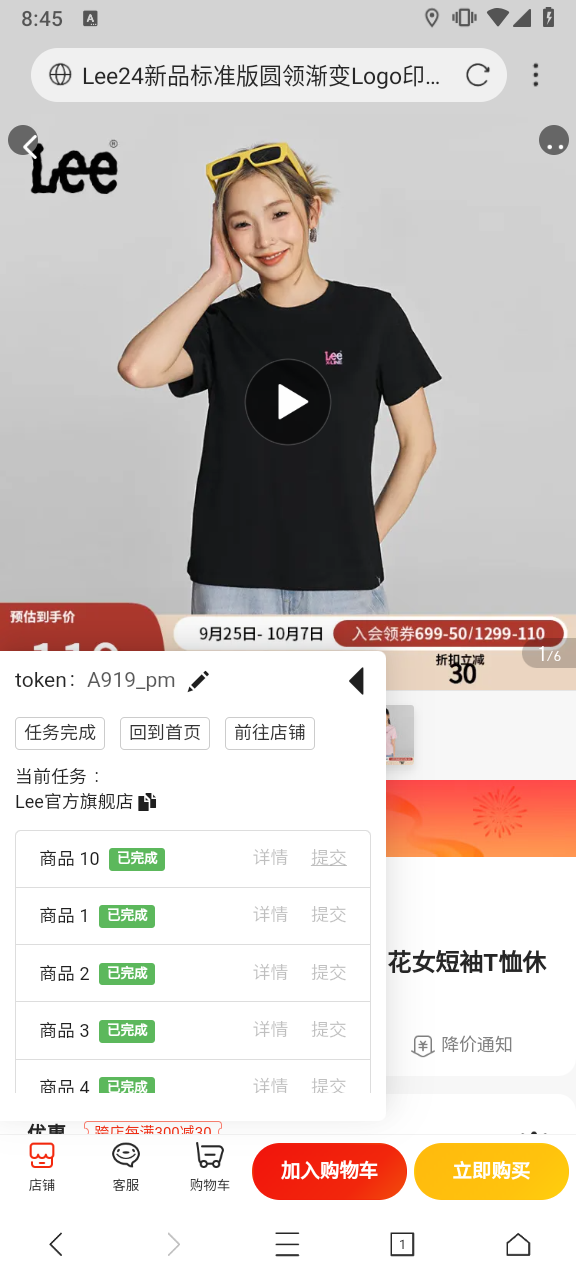 8:45
A
Lee24新品标准版圆领渐变Logo印...
Lee®
Lee
预估到手价
9月25日- 10月7日
入会领券699-50/1299-110
折扣立减
30
1/6
token: A919_pm
任务完成
回到首页
前往店铺
当前任务：
Lee官方旗舰店
商品 10 已完成 详情 提交
商品 1 已完成 详情 提交
商品 2 已完成 详情 提交
商品 3 已完成 详情 提交
商品 4 已完成 详情 提交
花女短袖T恤休
降价通知
优惠 跨店每满300减30
店铺
客服
购物车
加入购物车
立即购买
1